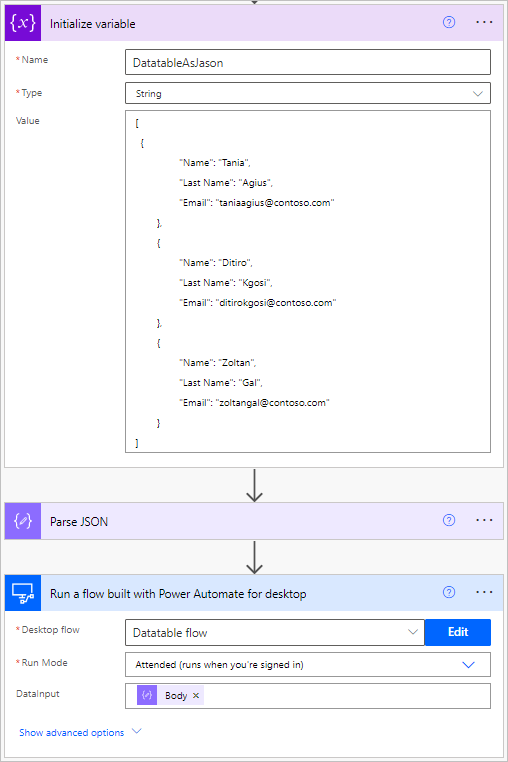 {x} Initialize variable
* Name DatatableAsJason
* Type String
Value [
{
"Name": "Tania",
"Last Name": "Agius",
"Email": "taniaagius@contoso.com"
},
{
"Name": "Ditiro",
"Last Name": "Kgosi",
"Email": "ditirokgosi@contoso.com"
},
{
"Name": "Zoltan",
"Last Name": "Gal",
"Email": "zoltangal@contoso.com"
}
]
Parse JSON
Run a flow built with Power Automate for desktop
* Desktop flow Datatable flow Edit
* Run Mode Attended (runs when you're signed in)
DataInput Body ×
Show advanced options